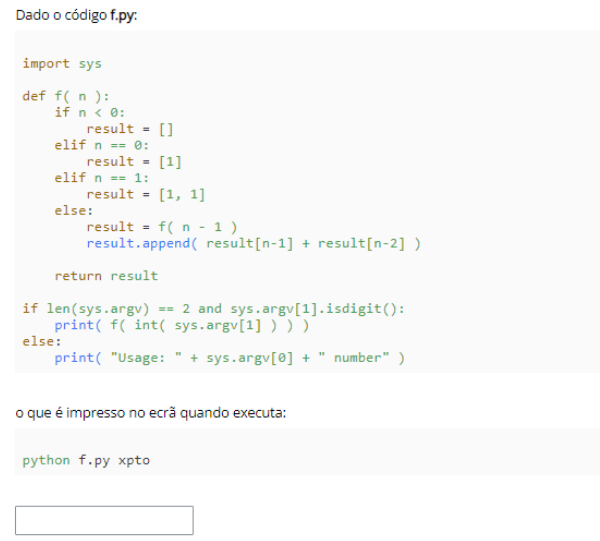 Dado o código f.py:
import sys
def f( n ):
    if n < 0:
        result = []
    elif n == 0:
        result = [1]
    elif n == 1:
        result = [1, 1]
    else:
        result = f( n - 1 )
        result.append( result[n-1] + result[n-2] )
    return result
if len(sys.argv) == 2 and sys.argv[1].isdigit():
    print( f( int( sys.argv[1] ) ) )
else:
    print( "Usage: " + sys.argv[0] + " number" )
o que é impresso no ecrã quando executa:
python f.py xpto